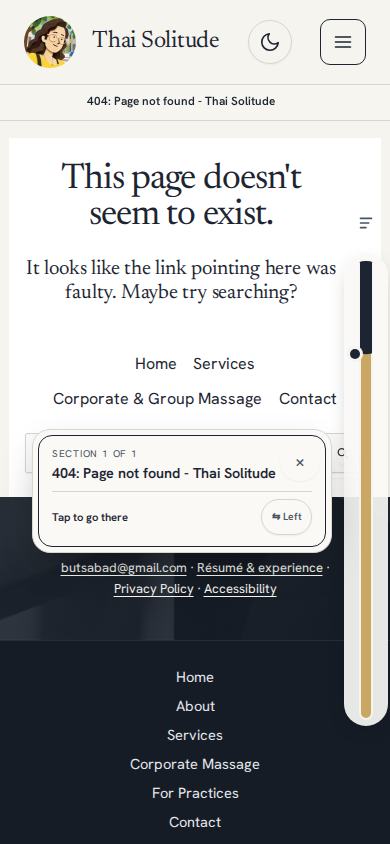 Thai Solitude
404: Page not found - Thai Solitude
This page doesn't
seem to exist.
It looks like the link pointing here was
faulty. Maybe try searching?
Home Services
Corporate & Group Massage Contact
SECTION 1 OF 1
404: Page not found - Thai Solitude
×
Tap to go there
⇆ Left
butsabad@gmail.com · Résumé & experience ·
Privacy Policy · Accessibility
Home
About
Services
Corporate Massage
For Practices
Contact